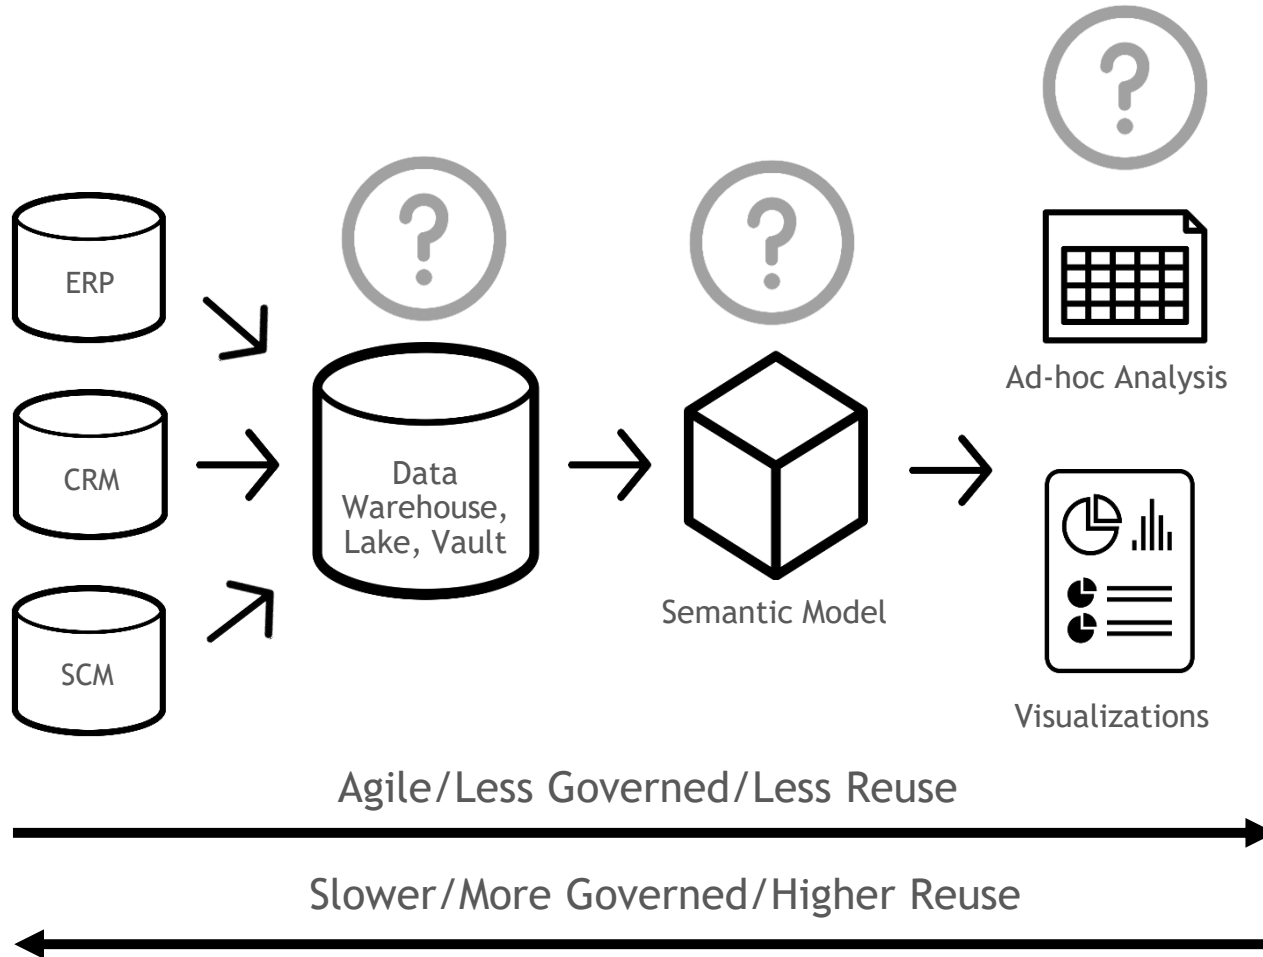 ?
?
?
ERP
CRM
SCM
Data
Warehouse,
Lake, Vault
Semantic Model
Ad-hoc Analysis
Visualizations
Agile/Less Governed/Less Reuse
Slower/More Governed/Higher Reuse